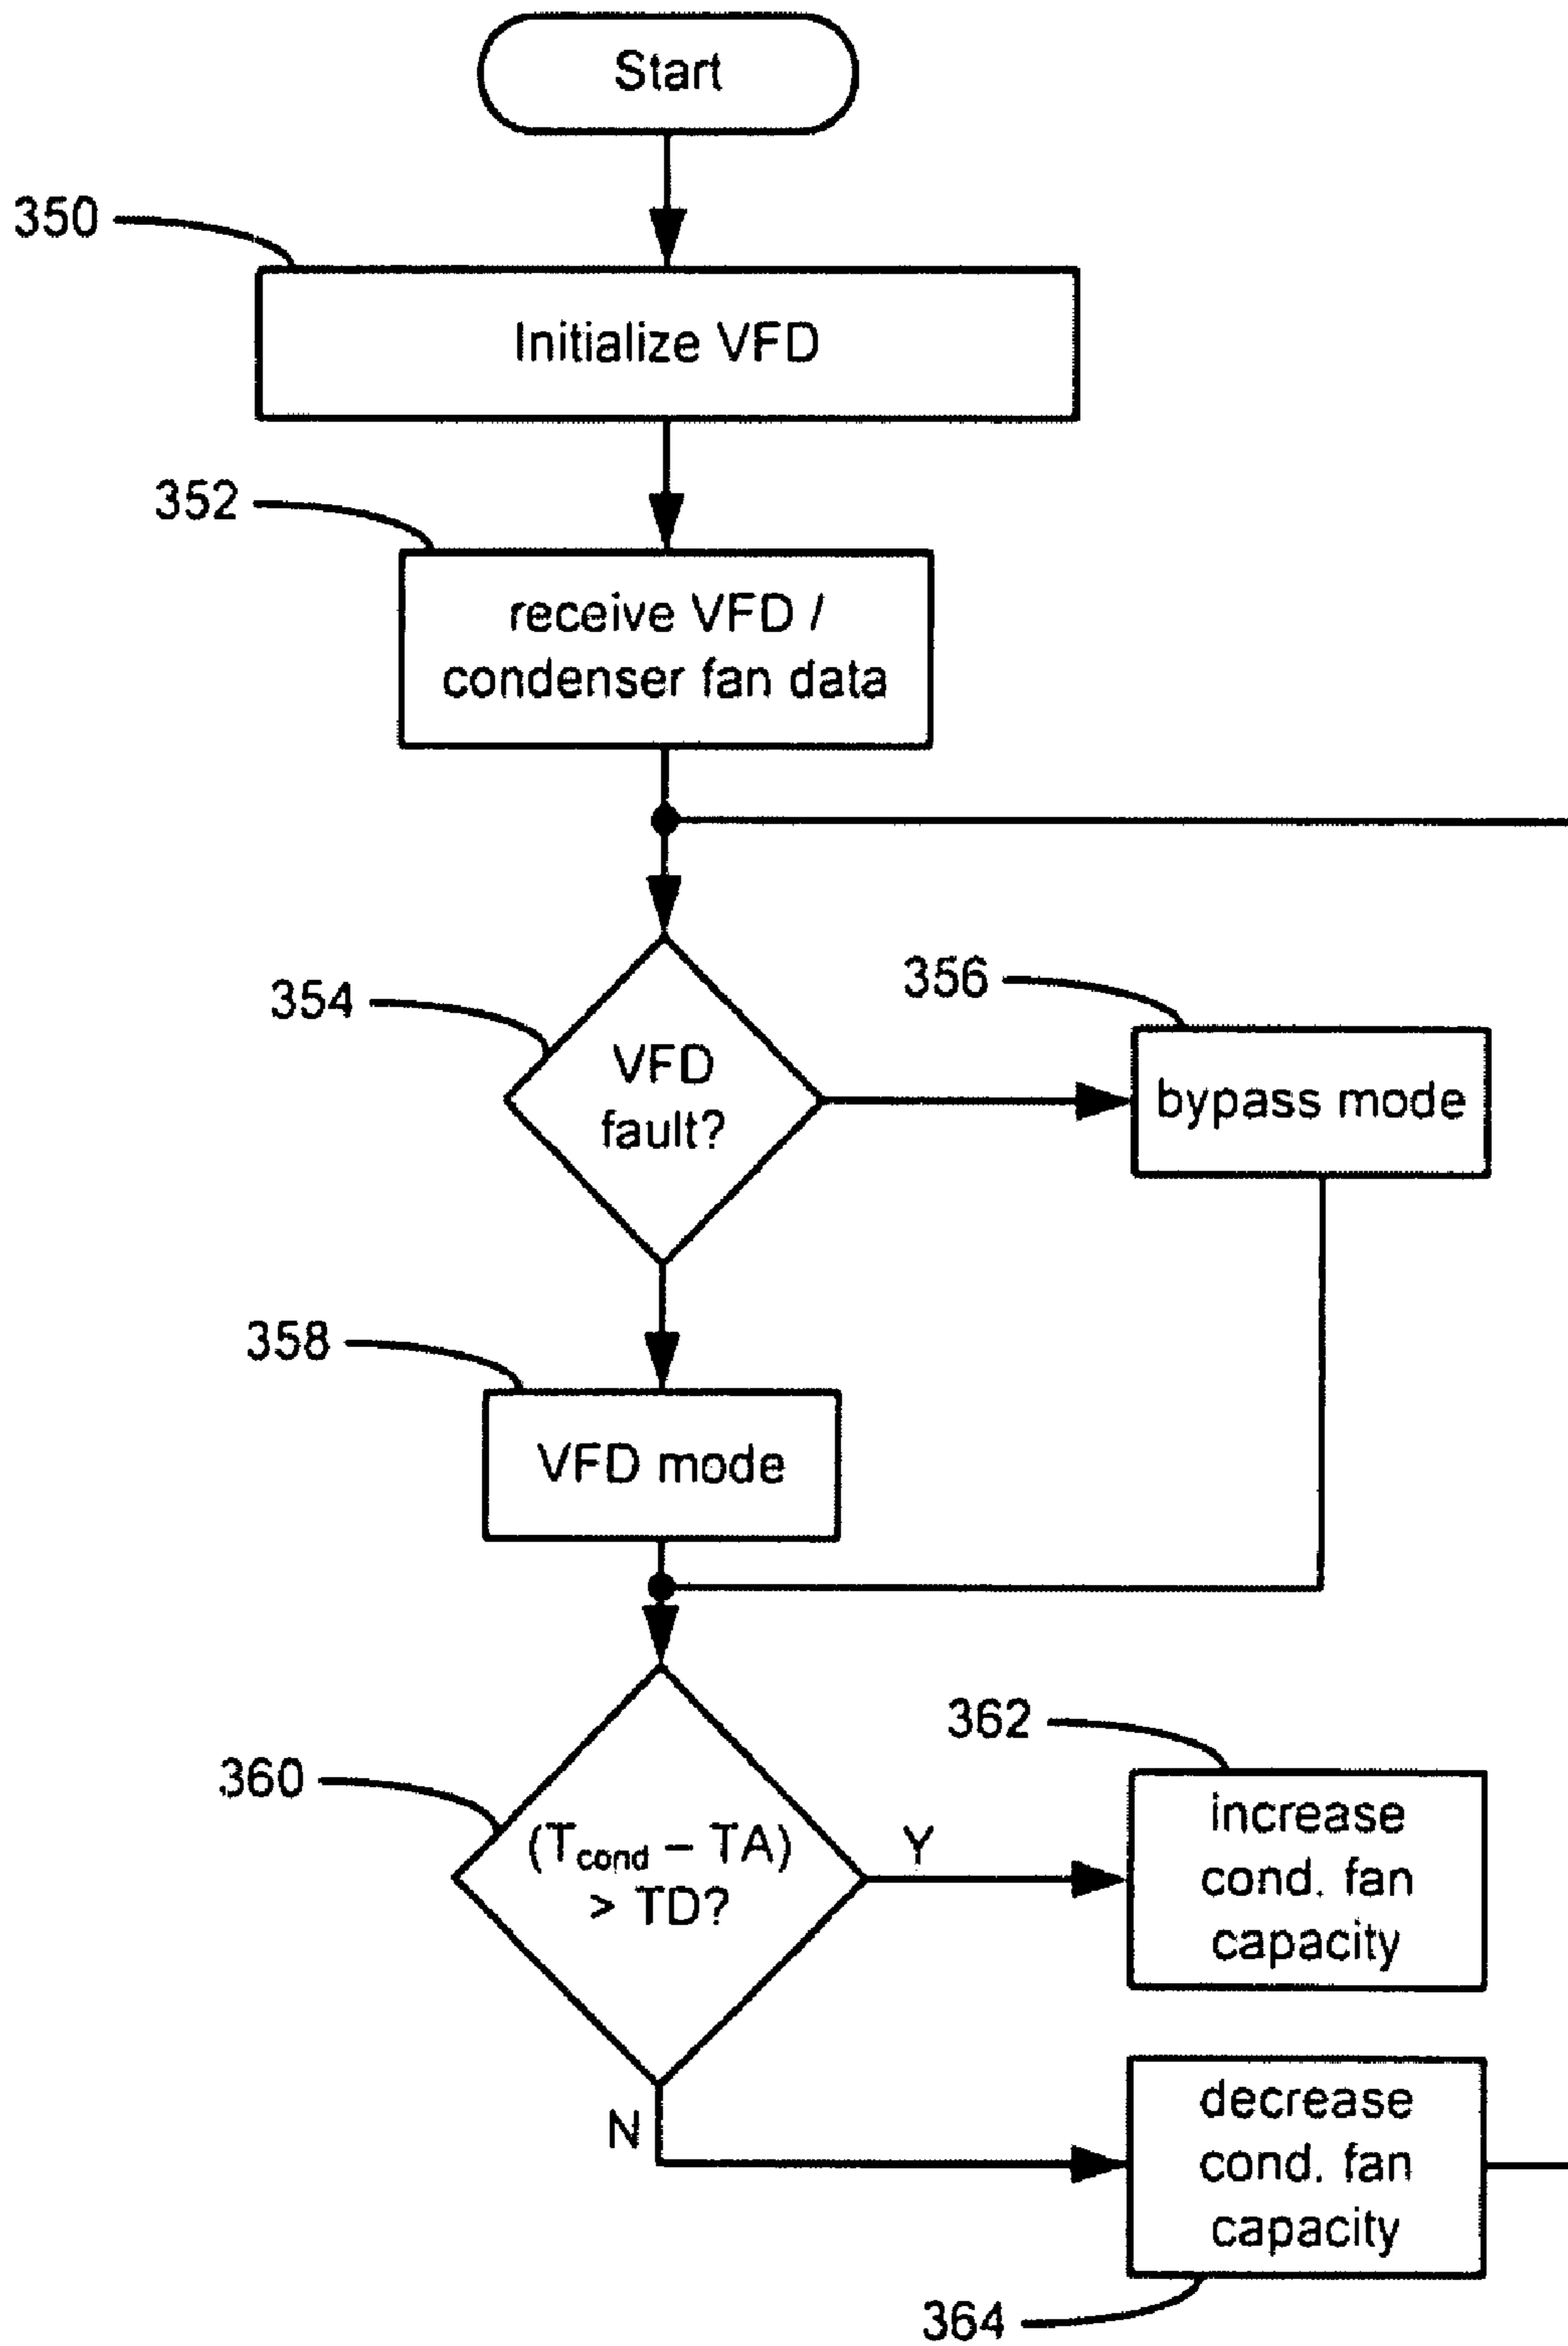 Start
350
Initialize VFD
352
receive VFD /
condenser fan data
354
VFD
fault?
356
bypass mode
358
VFD mode
360
(Tcond – TA)
> TD?
Y
362
increase
cond. fan
capacity
N
decrease
cond. fan
capacity
364